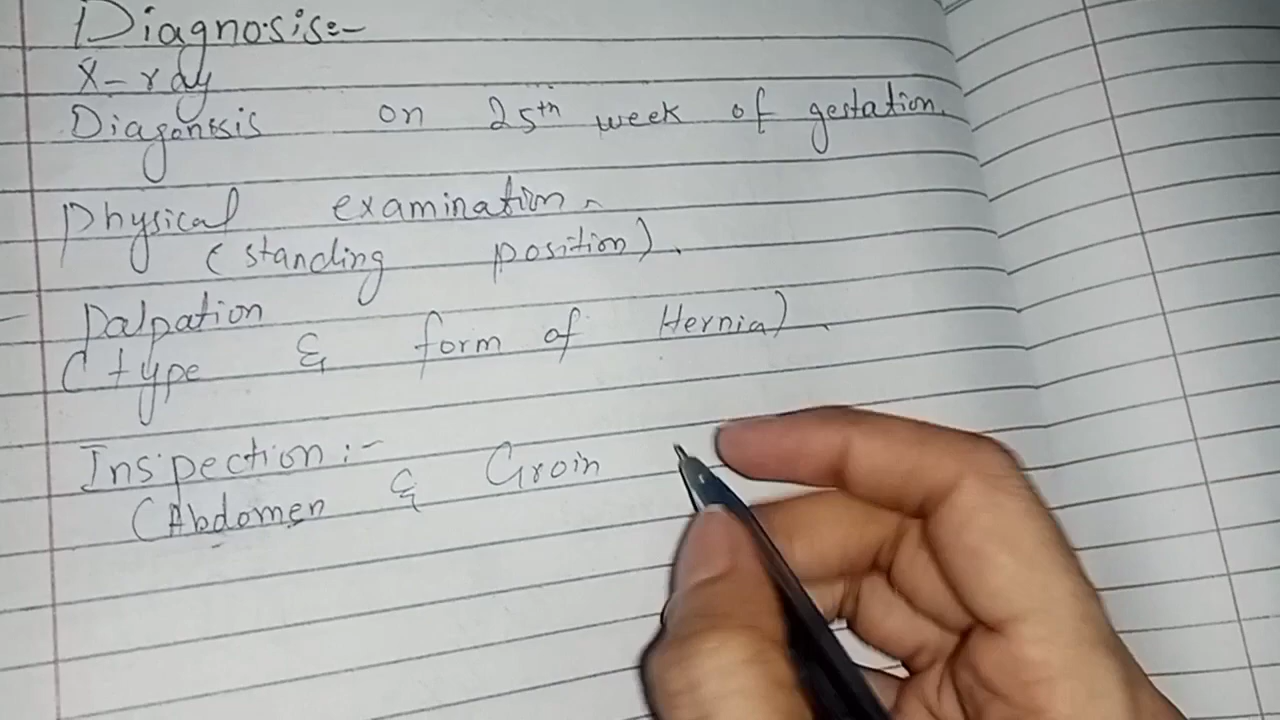 Diagnosis:-
X-ray
Diagonsis on 25th week of gestation.
Physical examination.
(standing position).
Palpation
(type & form of Hernia).
Inspection:-
(Abdomen & Groin